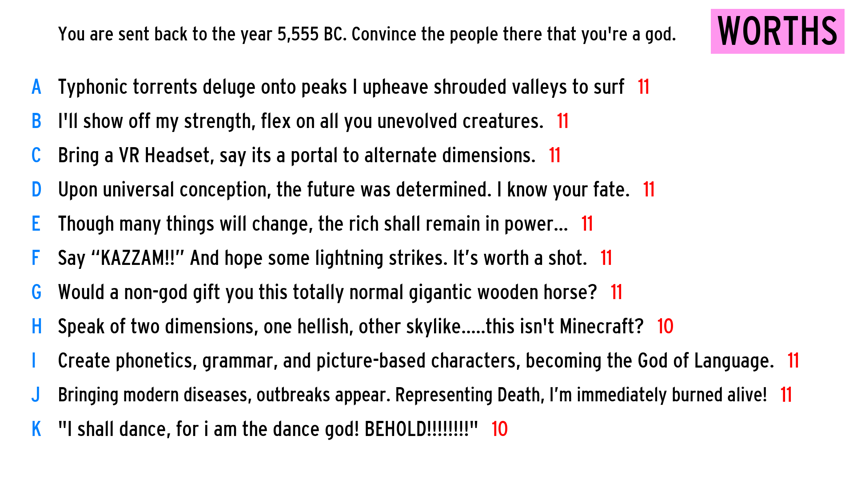 You are sent back to the year 5,555 BC. Convince the people there that you're a god.
WORTHS
A Typhonic torrents deluge onto peaks I upheave shrouded valleys to surf 11
B I'll show off my strength, flex on all you unevolved creatures. 11
C Bring a VR Headset, say its a portal to alternate dimensions. 11
D Upon universal conception, the future was determined. I know your fate. 11
E Though many things will change, the rich shall remain in power... 11
F Say “KAZZAM!!” And hope some lightning strikes. It’s worth a shot. 11
G Would a non-god gift you this totally normal gigantic wooden horse? 11
H Speak of two dimensions, one hellish, other skylike.....this isn't Minecraft? 10
I Create phonetics, grammar, and picture-based characters, becoming the God of Language. 11
J Bringing modern diseases, outbreaks appear. Representing Death, I’m immediately burned alive! 11
K "I shall dance, for i am the dance god! BEHOLD!!!!!!!!" 10